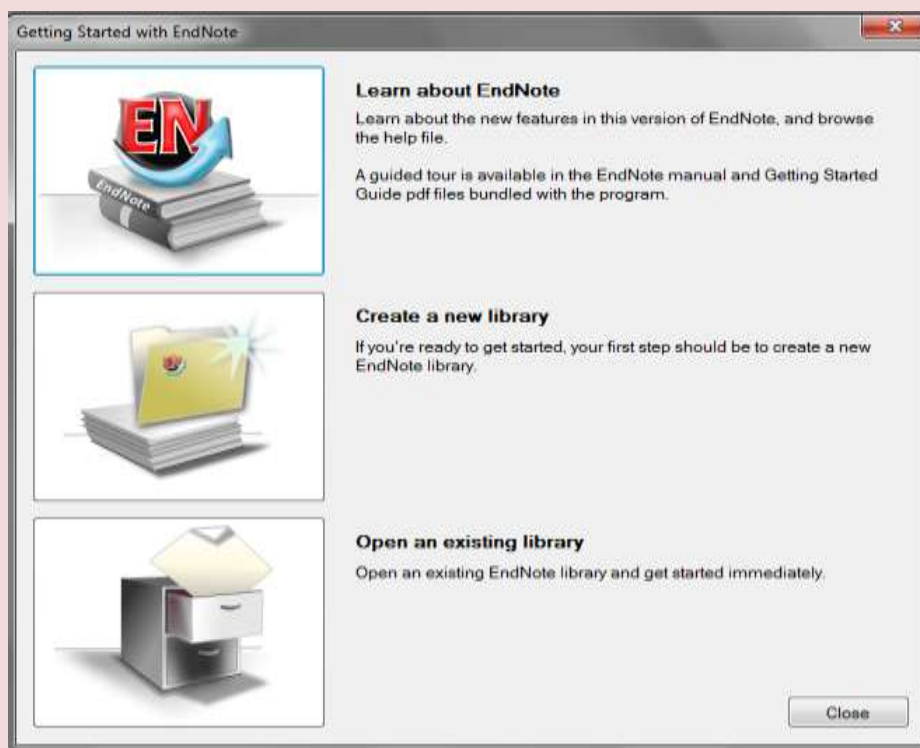 Getting Started with EndNote
EN
EndNote
Learn about EndNote
Learn about the new features in this version of EndNote, and browse
the help file.
A guided tour is available in the EndNote manual and Getting Started
Guide pdf files bundled with the program.
EN
Create a new library
If you're ready to get started, your first step should be to create a new
EndNote library.
Open an existing library
Open an existing EndNote library and get started immediately.
Close